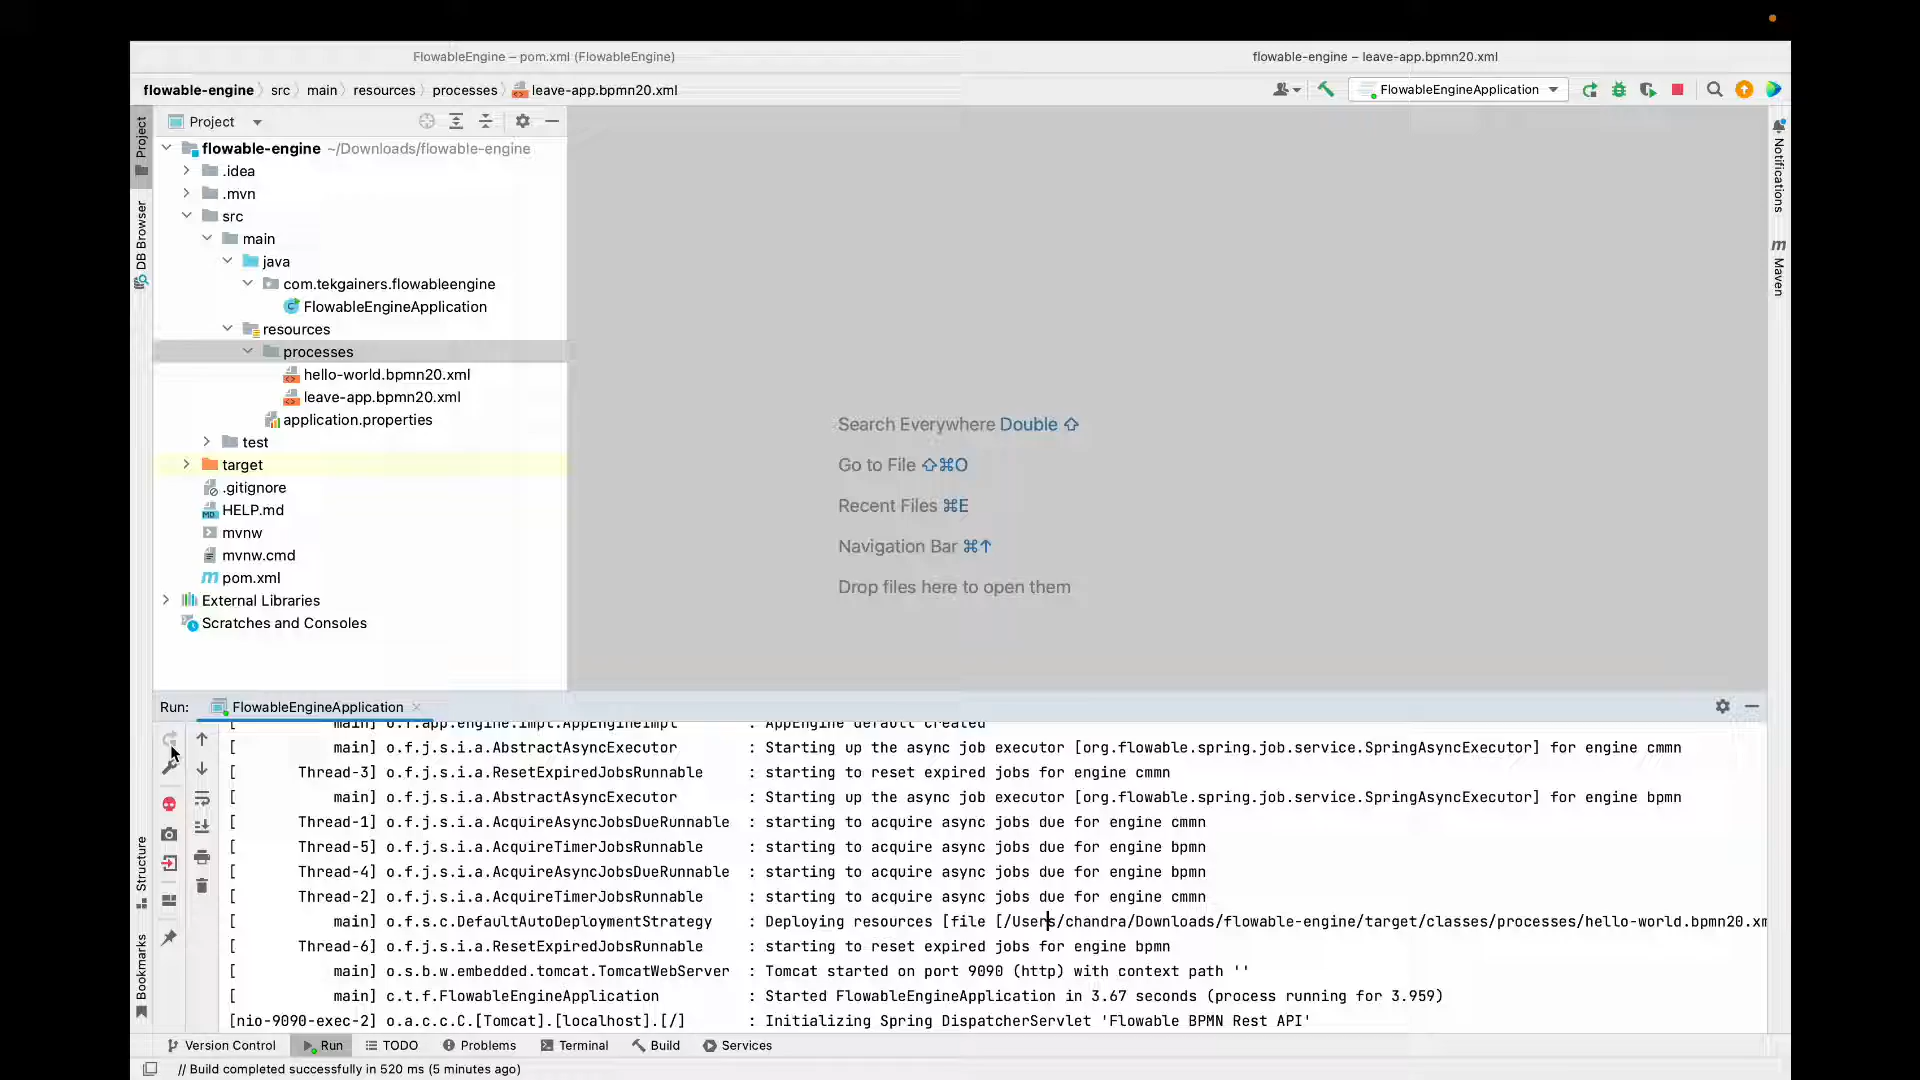 FlowableEngine – pom.xml (FlowableEngine)
flowable-engine – leave-app.bpmn20.xml
flowable-engine src main resources processes leave-app.bpmn20.xml
FlowableEngineApplication
Project
Project
flowable-engine ~/Downloads/flowable-engine
.idea
.mvn
src
main
java
com.tekgainers.flowableengine
FlowableEngineApplication
resources
processes
hello-world.bpmn20.xml
leave-app.bpmn20.xml
application.properties
test
target
.gitignore
HELP.md
mvnw
mvnw.cmd
pom.xml
External Libraries
Scratches and Consoles
DB Browser
Structure
Bookmarks
Notifications
Maven
Search Everywhere Double ⇧
Go to File ⇧⌘O
Recent Files ⌘E
Navigation Bar ⌘↑
Drop files here to open them
Run: FlowableEngineApplication
[ main] o.f.app.engine.impl.AppEngineImpl : AppEngine default created
[ main] o.f.j.s.i.a.AbstractAsyncExecutor : Starting up the async job executor [org.flowable.spring.job.service.SpringAsyncExecutor] for engine cmmn
[ Thread-3] o.f.j.s.i.a.ResetExpiredJobsRunnable : starting to reset expired jobs for engine cmmn
[ main] o.f.j.s.i.a.AbstractAsyncExecutor : Starting up the async job executor [org.flowable.spring.job.service.SpringAsyncExecutor] for engine bpmn
[ Thread-1] o.f.j.s.i.a.AcquireAsyncJobsDueRunnable : starting to acquire async jobs due for engine cmmn
[ Thread-5] o.f.j.s.i.a.AcquireTimerJobsRunnable : starting to acquire async jobs due for engine bpmn
[ Thread-4] o.f.j.s.i.a.AcquireAsyncJobsDueRunnable : starting to acquire async jobs due for engine bpmn
[ Thread-2] o.f.j.s.i.a.AcquireTimerJobsRunnable : starting to acquire async jobs due for engine cmmn
[ main] o.f.s.c.DefaultAutoDeploymentStrategy : Deploying resources [file [/Users/chandra/Downloads/flowable-engine/target/classes/processes/hello-world.bpmn20.xm
[ Thread-6] o.f.j.s.i.a.ResetExpiredJobsRunnable : starting to reset expired jobs for engine bpmn
[ main] o.s.b.w.embedded.tomcat.TomcatWebServer : Tomcat started on port 9090 (http) with context path ''
[ main] c.t.f.FlowableEngineApplication : Started FlowableEngineApplication in 3.67 seconds (process running for 3.959)
[nio-9090-exec-2] o.a.c.c.C.[Tomcat].[localhost].[/] : Initializing Spring DispatcherServlet 'Flowable BPMN Rest API'
Version Control Run TODO Problems Terminal Build Services
// Build completed successfully in 520 ms (5 minutes ago)